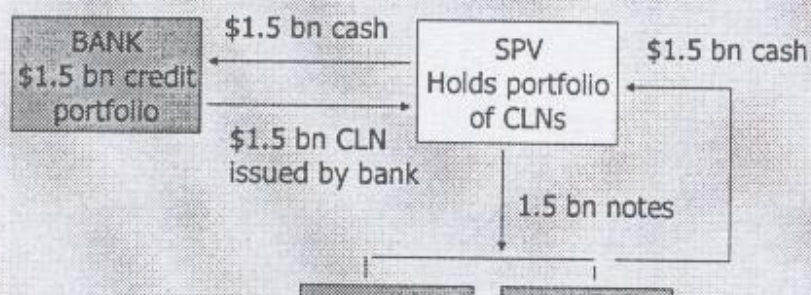 BANK
$1.5 bn credit
portfolio
$1.5 bn cash
$1.5 bn CLN
issued by bank
SPV
Holds portfolio
of CLNs
$1.5 bn cash
1.5 bn notes